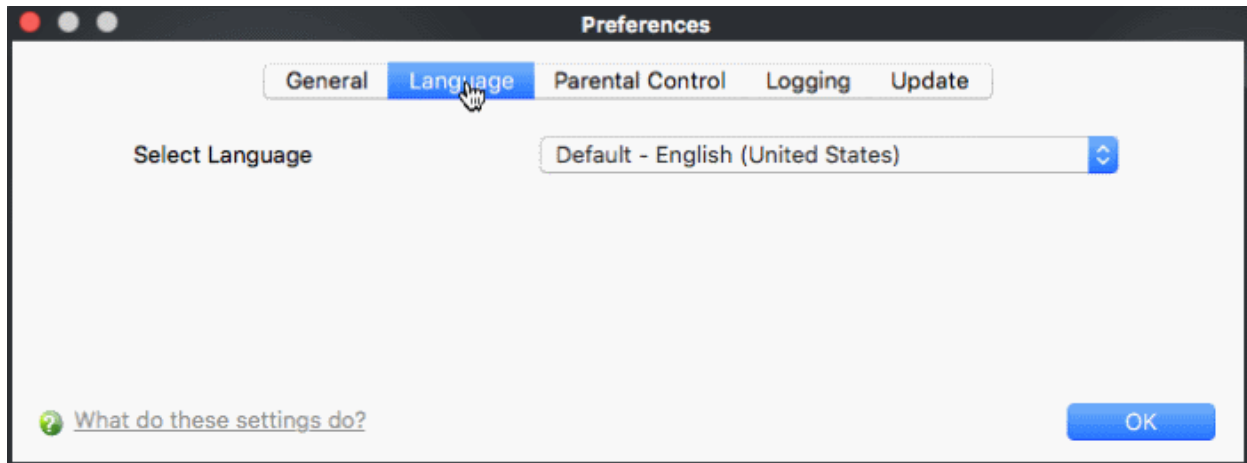 Preferences
General Language Parental Control Logging Update
Select Language Default - English (United States)
What do these settings do? OK